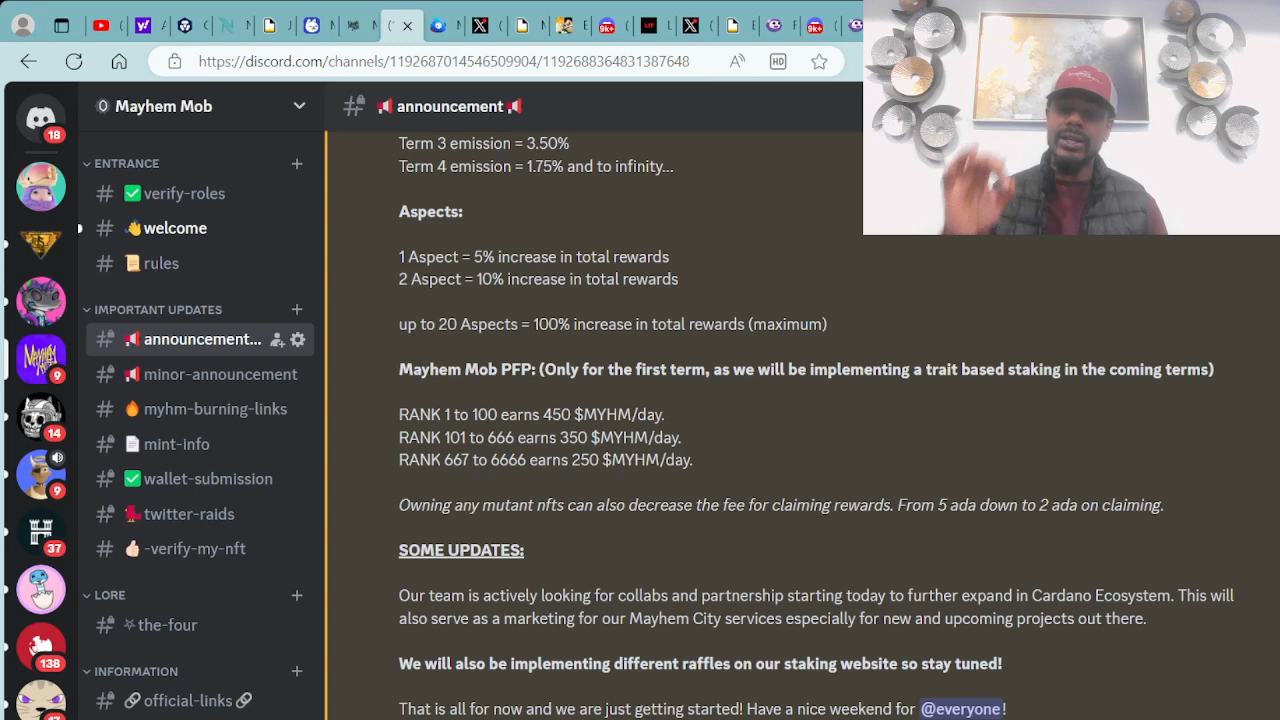 https://discord.com/channels/1192687014546509904/1192688364831387648
HD
18
Mayhem Mob
📢 announcement 📢
ENTRANCE
✅ verify-roles
👋 welcome
📜 rules
IMPORTANT UPDATES
📢 announcement...
📢 minor-announcement
🔥 myhm-burning-links
📄 mint-info
✅ wallet-submission
👢 twitter-raids
👍🏻 -verify-my-nft
LORE
the-four
INFORMATION
🔗 official-links 🔗
9
14
9
37
138
Term 3 emission = 3.50%
Term 4 emission = 1.75% and to infinity...
Aspects:
1 Aspect = 5% increase in total rewards
2 Aspect = 10% increase in total rewards
up to 20 Aspects = 100% increase in total rewards (maximum)
Mayhem Mob PFP: (Only for the first term, as we will be implementing a trait based staking in the coming terms)
RANK 1 to 100 earns 450 $MYHM/day.
RANK 101 to 666 earns 350 $MYHM/day.
RANK 667 to 6666 earns 250 $MYHM/day.
Owning any mutant nfts can also decrease the fee for claiming rewards. From 5 ada down to 2 ada on claiming.
SOME UPDATES:
Our team is actively looking for collabs and partnership starting today to further expand in Cardano Ecosystem. This will
also serve as a marketing for our Mayhem City services especially for new and upcoming projects out there.
We will also be implementing different raffles on our staking website so stay tuned!
That is all for now and we are just getting started! Have a nice weekend for @everyone!